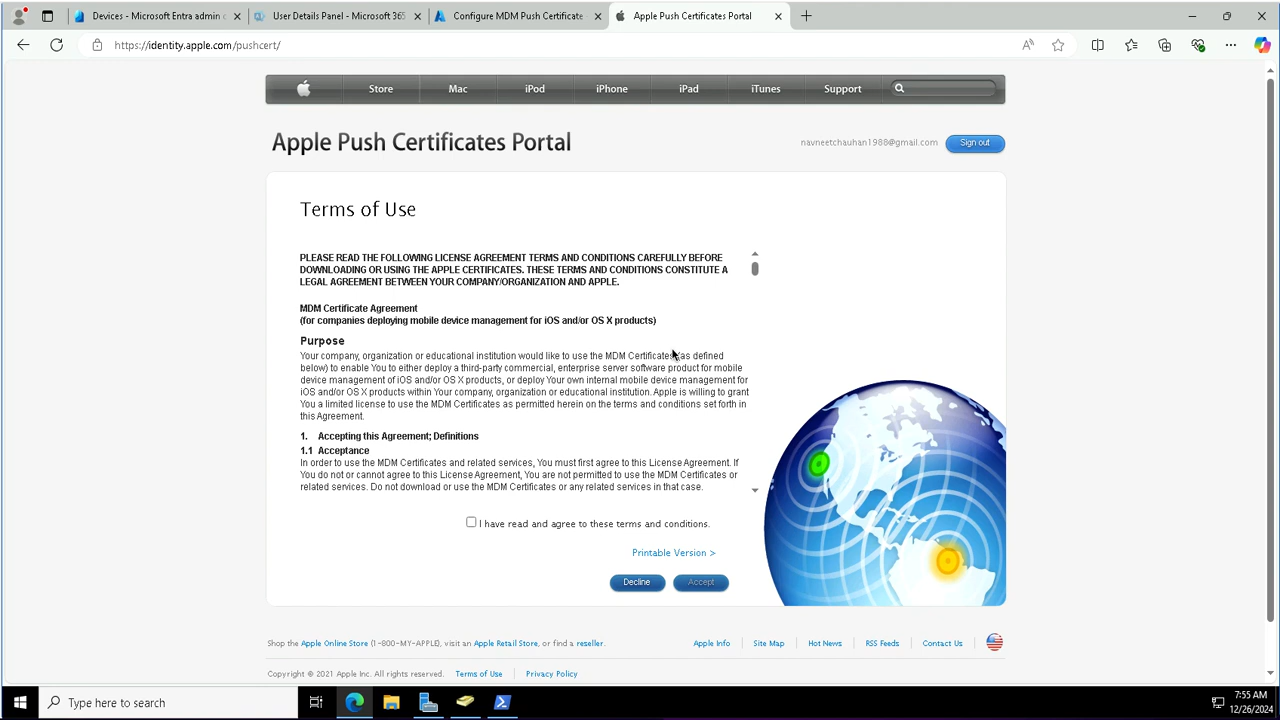 Devices - Microsoft Entra admin c
User Details Panel - Microsoft 365
Configure MDM Push Certificate
Apple Push Certificates Portal
https://identity.apple.com/pushcert/
Store Mac iPod iPhone iPad iTunes Support
Apple Push Certificates Portal
navneetchauhan1988@gmail.com Sign out
Terms of Use
PLEASE READ THE FOLLOWING LICENSE AGREEMENT TERMS AND CONDITIONS CAREFULLY BEFORE
DOWNLOADING OR USING THE APPLE CERTIFICATES. THESE TERMS AND CONDITIONS CONSTITUTE A
LEGAL AGREEMENT BETWEEN YOUR COMPANY/ORGANIZATION AND APPLE.
MDM Certificate Agreement
(for companies deploying mobile device management for iOS and/or OS X products)
Purpose
Your company, organization or educational institution would like to use the MDM Certificates (as defined
below) to enable You to either deploy a third-party commercial, enterprise server software product for mobile
device management of iOS and/or OS X products, or deploy Your own internal mobile device management for
iOS and/or OS X products within Your company, organization or educational institution. Apple is willing to grant
You a limited license to use the MDM Certificates as permitted herein on the terms and conditions set forth in
this Agreement.
1. Accepting this Agreement; Definitions
1.1 Acceptance
In order to use the MDM Certificates and related services, You must first agree to this License Agreement. If
You do not or cannot agree to this License Agreement, You are not permitted to use the MDM Certificates or
related services. Do not download or use the MDM Certificates or any related services in that case.
I have read and agree to these terms and conditions.
Printable Version >
Decline Accept
Shop the Apple Online Store (1-800-MY-APPLE), visit an Apple Retail Store, or find a reseller.
Apple Info Site Map Hot News RSS Feeds Contact Us
Copyright © 2021 Apple Inc. All rights reserved. Terms of Use Privacy Policy
Type here to search
7:55 AM
12/26/2024